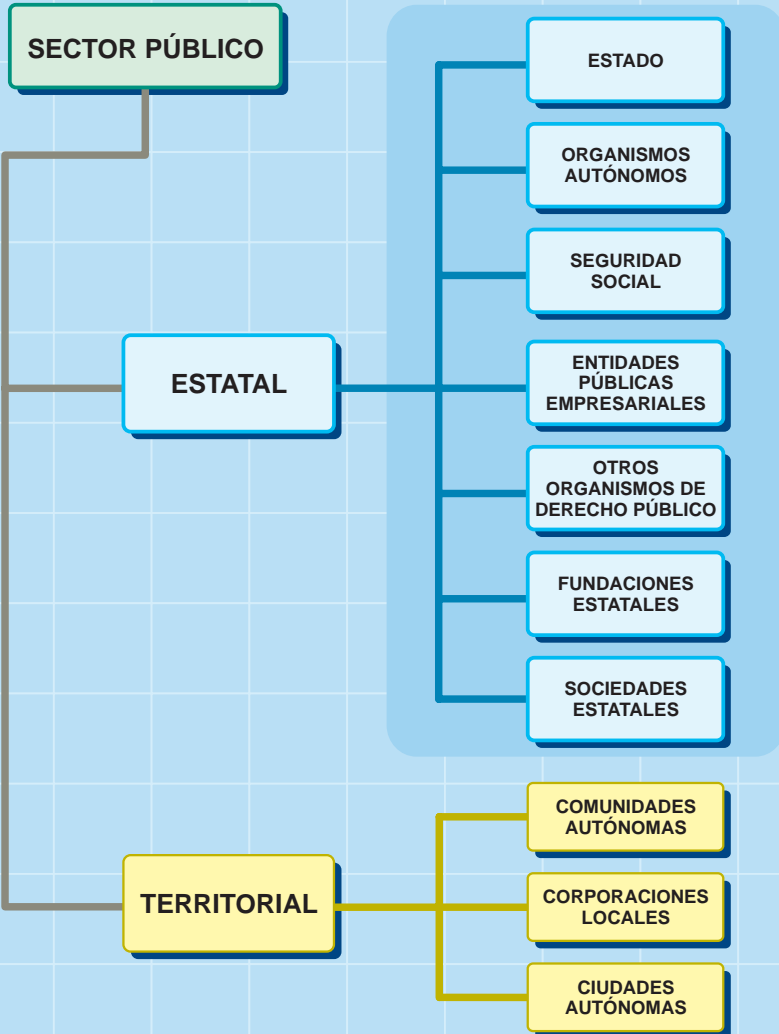 SECTOR PÚBLICO
ESTATAL
ESTADO
ORGANISMOS
AUTÓNOMOS
SEGURIDAD
SOCIAL
ENTIDADES
PÚBLICAS
EMPRESARIALES
OTROS
ORGANISMOS DE
DERECHO PÚBLICO
FUNDACIONES
ESTATALES
SOCIEDADES
ESTATALES
TERRITORIAL
COMUNIDADES
AUTÓNOMAS
CORPORACIONES
LOCALES
CIUDADES
AUTÓNOMAS